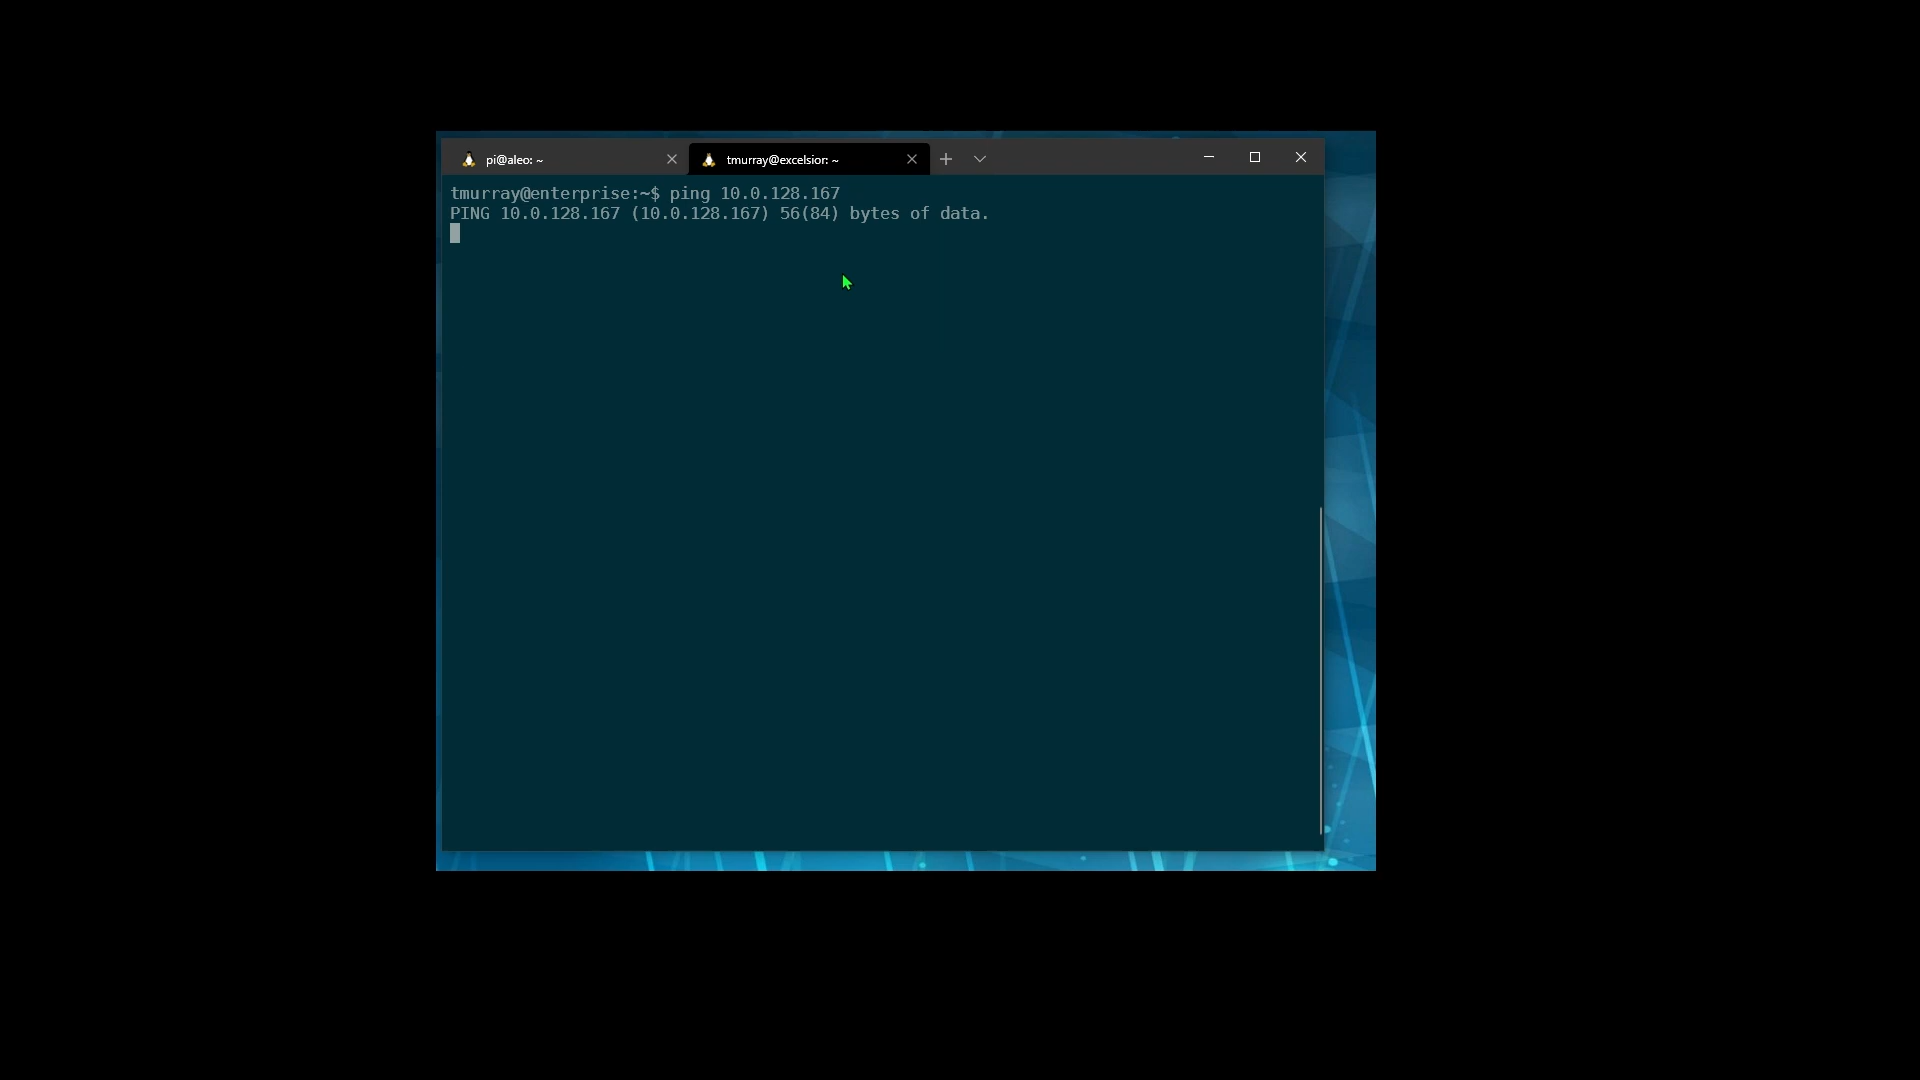 pi@aleo: ~
tmurray@excelsior: ~
tmurray@enterprise:~$ ping 10.0.128.167
PING 10.0.128.167 (10.0.128.167) 56(84) bytes of data.